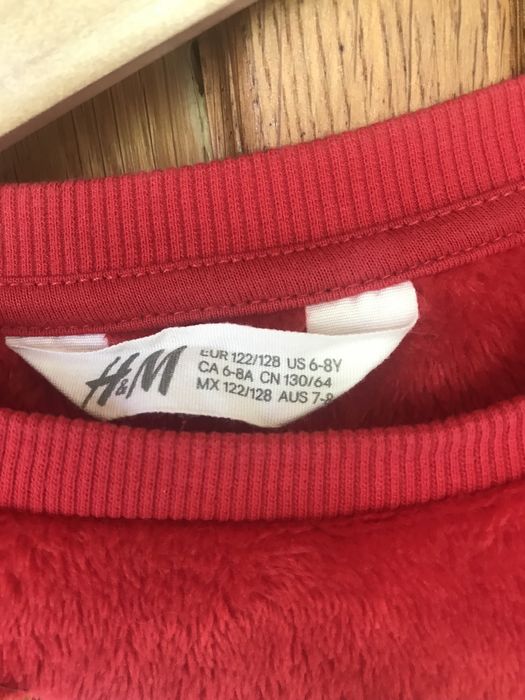 H&M
EUR 122/128 US 6-8Y
CA 6-8A CN 130/64
MX 122/128 AUS 7-8